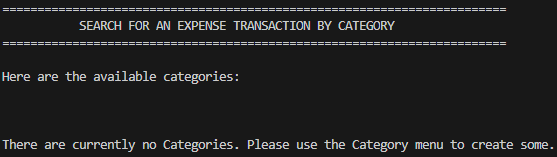 ========================================================================
SEARCH FOR AN EXPENSE TRANSACTION BY CATEGORY
========================================================================
Here are the available categories:
There are currently no Categories. Please use the Category menu to create some.